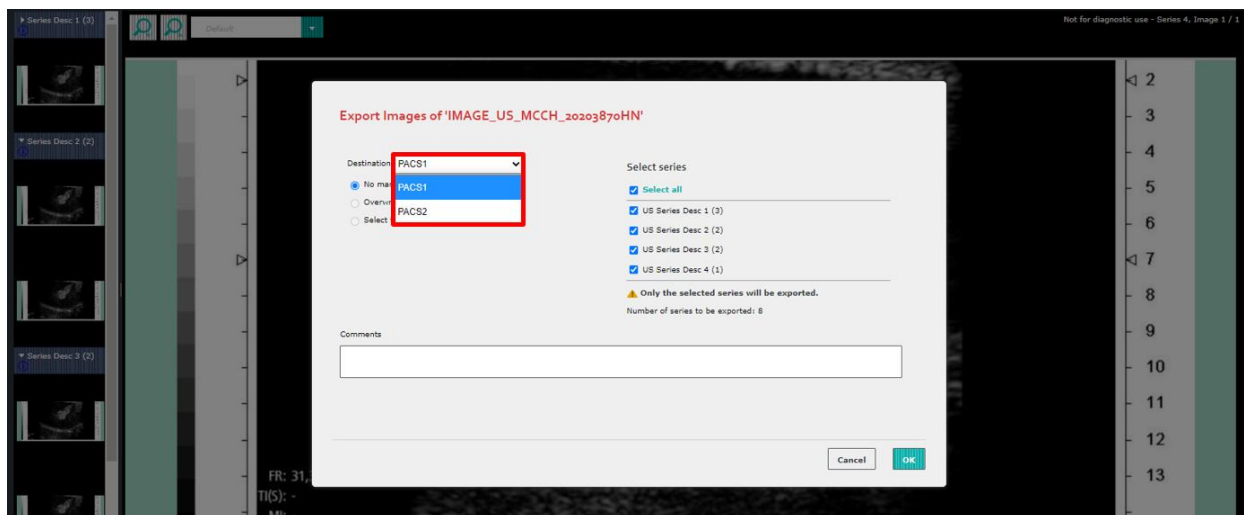 Series Desc 1 (3)
Default
Not for diagnostic use - Series 4, Image 1 / 1
Series Desc 2 (2)
Series Desc 3 (2)
Export Images of 'IMAGE_US_MCCH_20203870HN'
Destination PACS1
PACS1
PACS2
No
Select
Select series
Select all
US Series Desc 1 (3)
US Series Desc 2 (2)
US Series Desc 3 (2)
US Series Desc 4 (1)
Only the selected series will be exported.
Number of series to be exported: 8
Comments
Cancel
OK
2
3
4
5
6
7
8
9
10
11
12
13
FR: 31,
TI(S): -